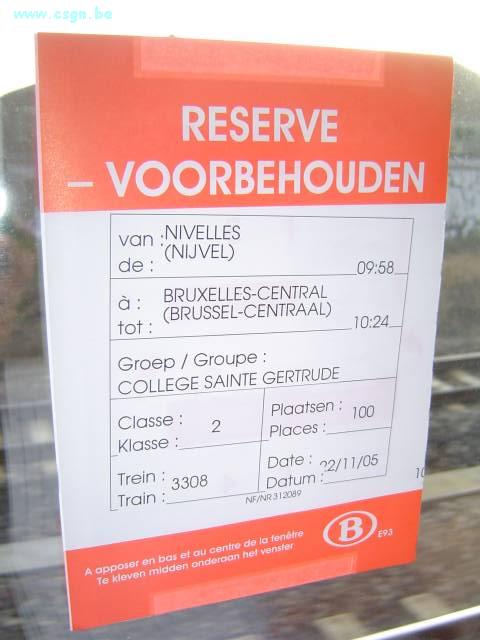 www.csgn.be
RESERVE
– VOORBEHOUDEN
van : NIVELLES
de : (NIJVEL)
09:58
à : BRUXELLES-CENTRAL
tot : (BRUSSEL-CENTRAAL)
10:24
Groep / Groupe :
COLLEGE SAINTE GERTRUDE
Classe : Plaatsen :
Klasse : 2 Places : 100
Trein : Date : 22/11/05
Train : 3308 Datum :
10
NF/NR 312089
B E93
A apposer en bas et au centre de la fenêtre
Te kleven midden onderaan het venster